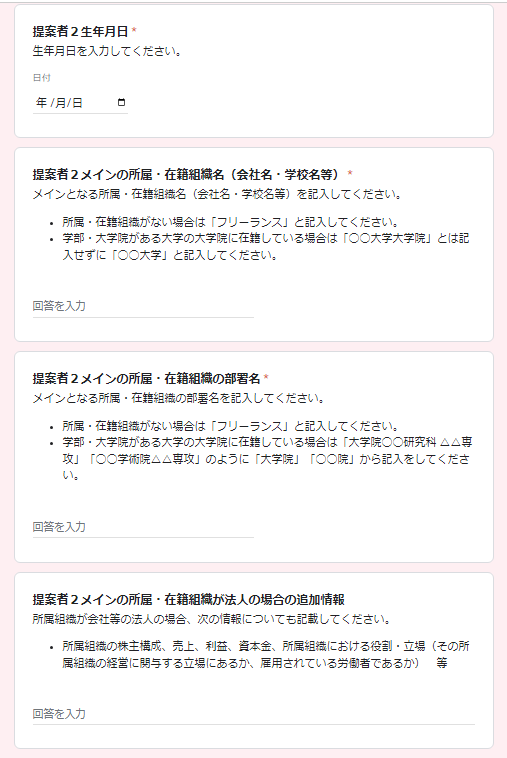 提案者２生年月日 *
生年月日を入力してください。
日付
年 /月/日
提案者２メインの所属・在籍組織名（会社名・学校名等） *
メインとなる所属・在籍組織名（会社名・学校名等）を記入してください。
• 所属・在籍組織がない場合は「フリーランス」と記入してください。
• 学部・大学院がある大学の大学院に在籍している場合は「〇〇大学大学院」とは記
入せずに「〇〇大学」と記入してください。
回答を入力
提案者２メインの所属・在籍組織の部署名 *
メインとなる所属・在籍組織の部署名を記入してください。
• 所属・在籍組織がない場合は「フリーランス」と記入してください。
• 学部・大学院がある大学の大学院に在籍している場合は「大学院〇〇研究科 △△専
攻」「〇〇学術院△△専攻」のように「大学院」「〇〇院」から記入をしてくださ
い。
回答を入力
提案者２メインの所属・在籍組織が法人の場合の追加情報
所属組織が会社等の法人の場合、次の情報についても記載してください。
• 所属組織の株主構成、売上、利益、資本金、所属組織における役割・立場（その所
属組織の経営に関与する立場にあるか、雇用されている労働者であるか）　等
回答を入力